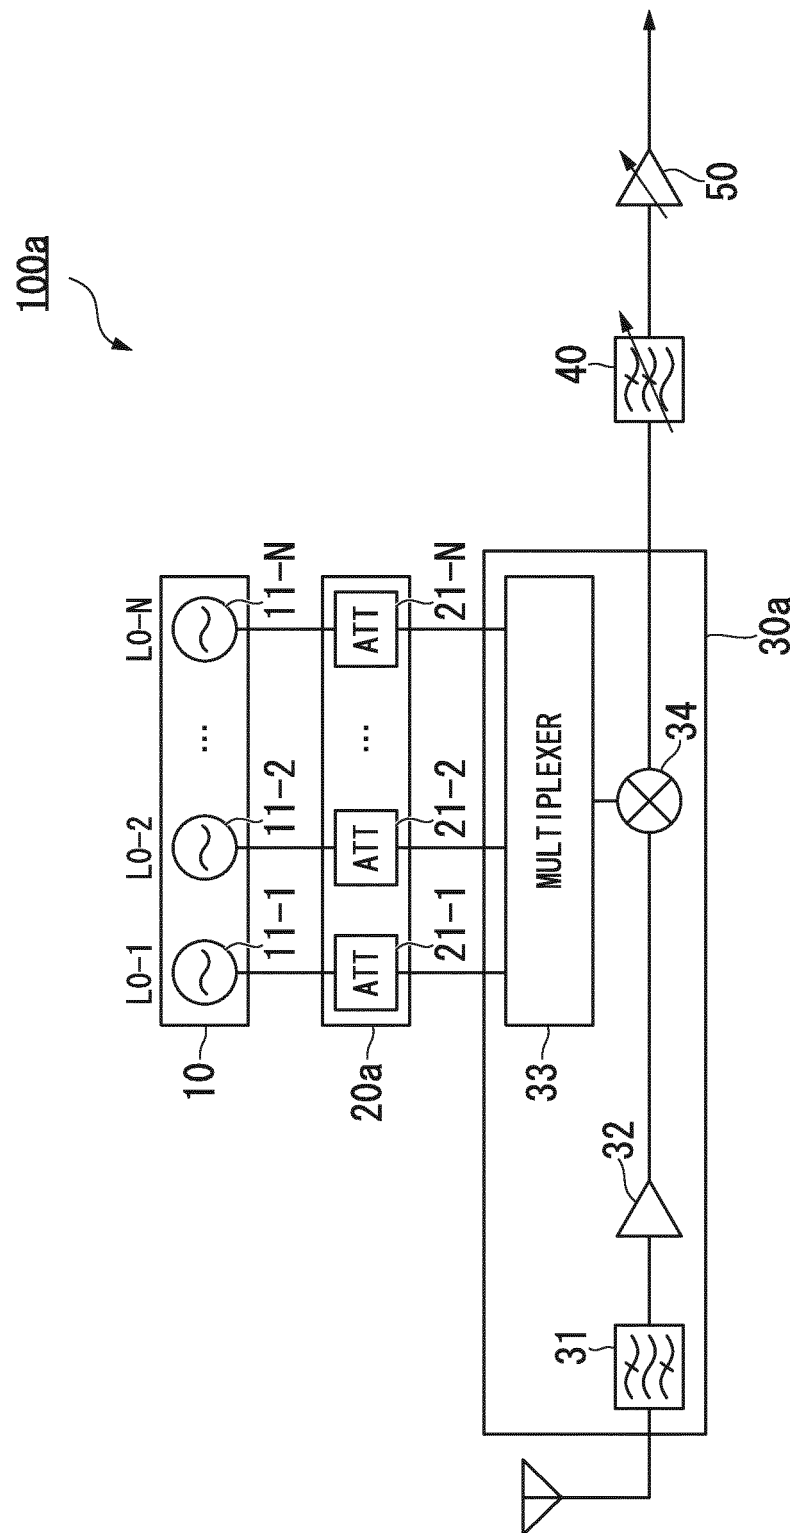 100a
LO-1
LO-2
...
LO-N
10
11-1
11-2
11-N
20a
ATT
ATT
...
ATT
21-1
21-2
21-N
33
MULTIPLEXER
31
32
34
40
50
30a